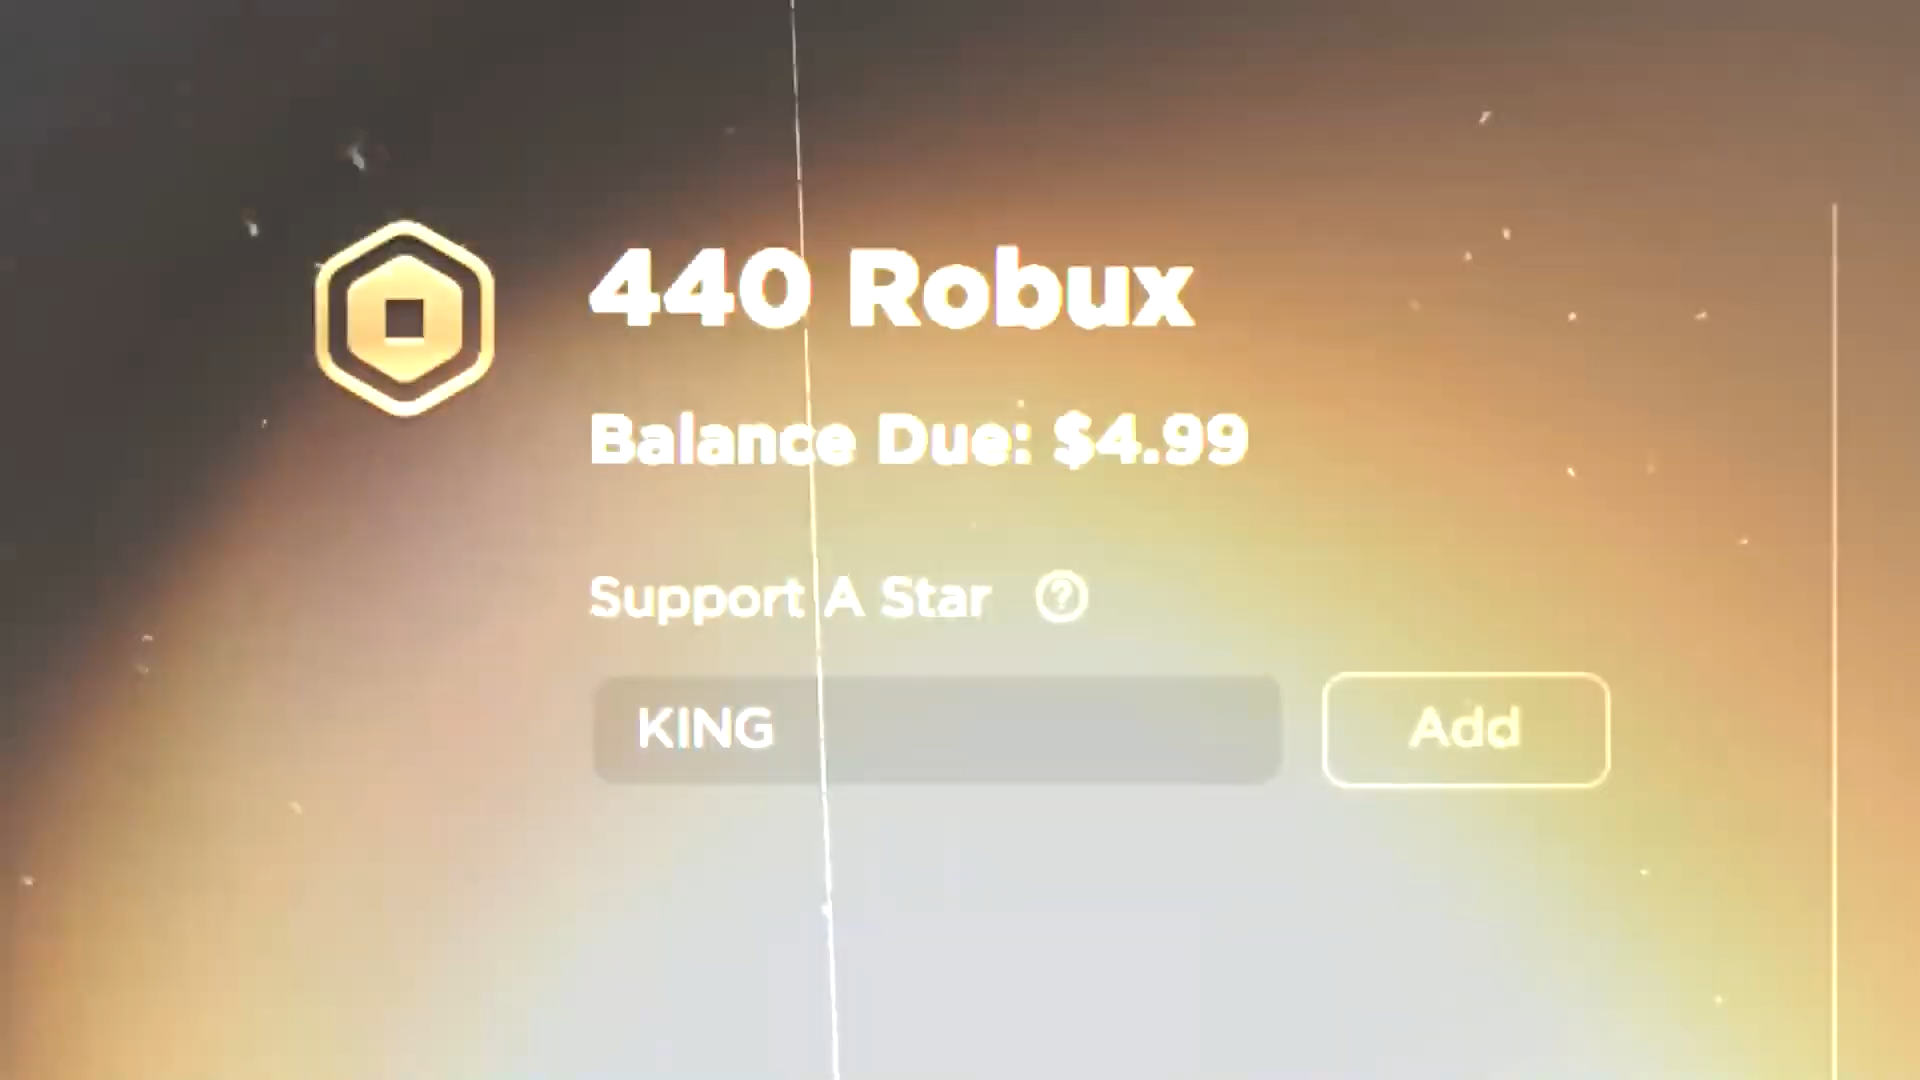 440 Robux
Balance Due: $4.99
Support A Star ?
KING
Add